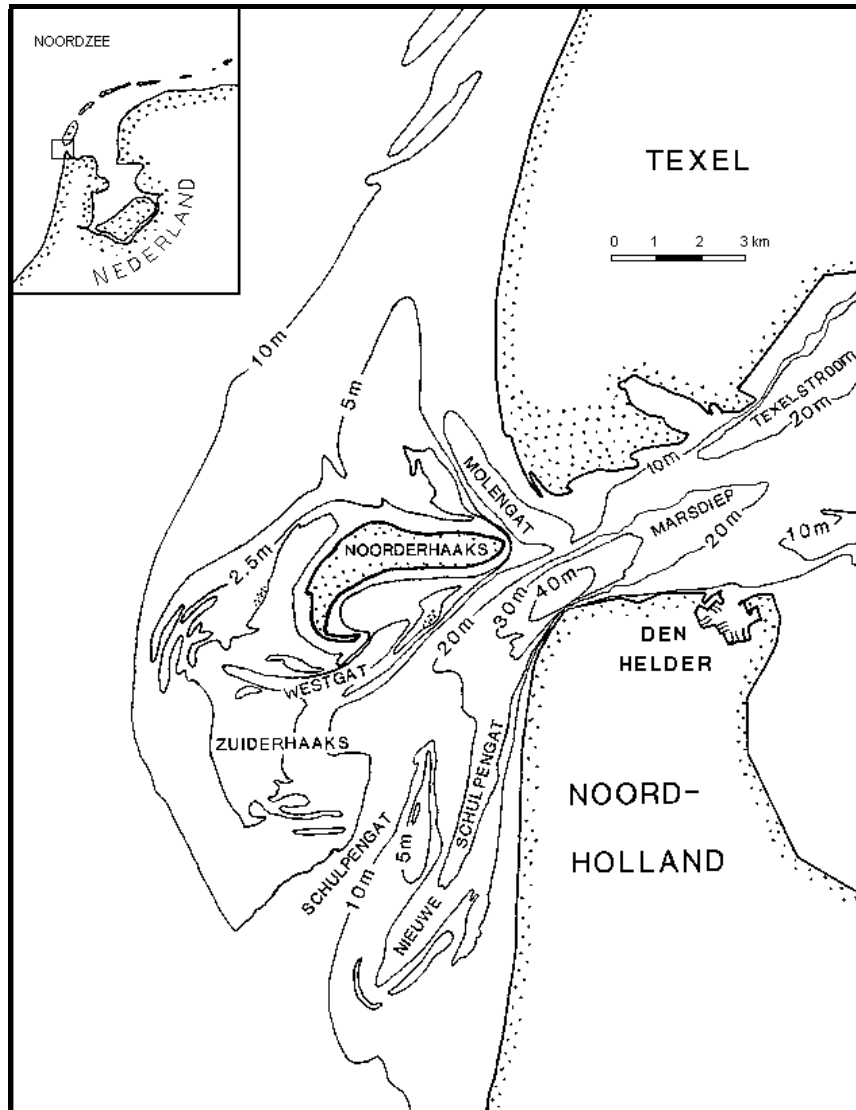 NOORDZEE
NEDERLAND
TEXEL
0 1 2 3 km
10m
5m
TEXELSTROOM
20m
10m
MOLENGAT
MARSDIEP
NOORDERHAAKS
20m
10m
2,5m
40m
30m
20m
DEN
HELDER
WESTGAT
ZUIDERHAAKS
SCHULPENGAT
NOORD-
HOLLAND
5m
SCHULPENGAT
10m
NIEUWE